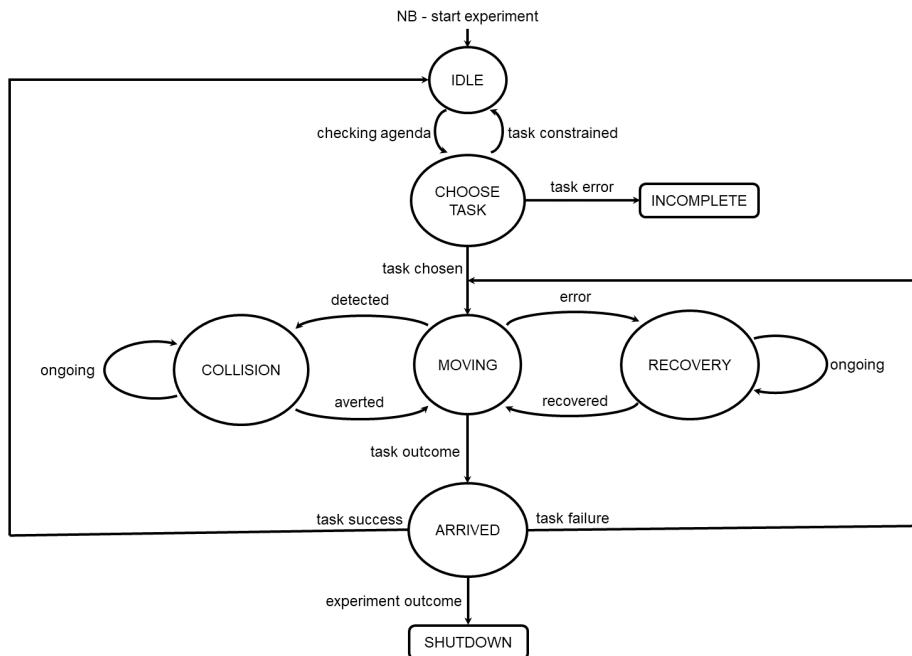 NB - start experiment
IDLE
checking agenda
task constrained
CHOOSE
TASK
task error
INCOMPLETE
task chosen
detected
error
ongoing
COLLISION
MOVING
RECOVERY
ongoing
averted
recovered
task outcome
task success
ARRIVED
task failure
experiment outcome
SHUTDOWN